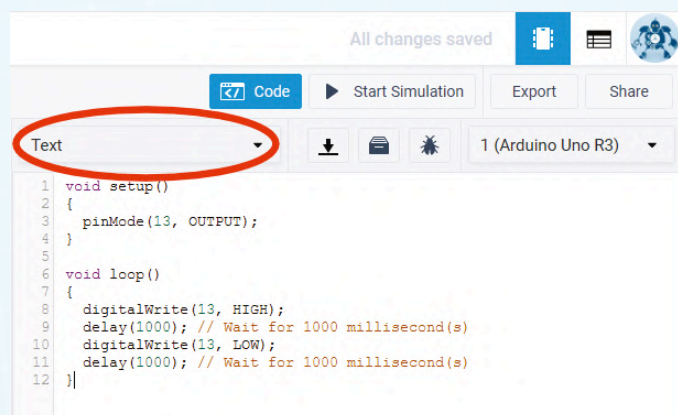 All changes saved
Code Start Simulation Export Share
Text 1 (Arduino Uno R3)
1 void setup()
2 {
3   pinMode(13, OUTPUT);
4 }
5
6 void loop()
7 {
8   digitalWrite(13, HIGH);
9   delay(1000); // Wait for 1000 millisecond(s)
10   digitalWrite(13, LOW);
11   delay(1000); // Wait for 1000 millisecond(s)
12 }